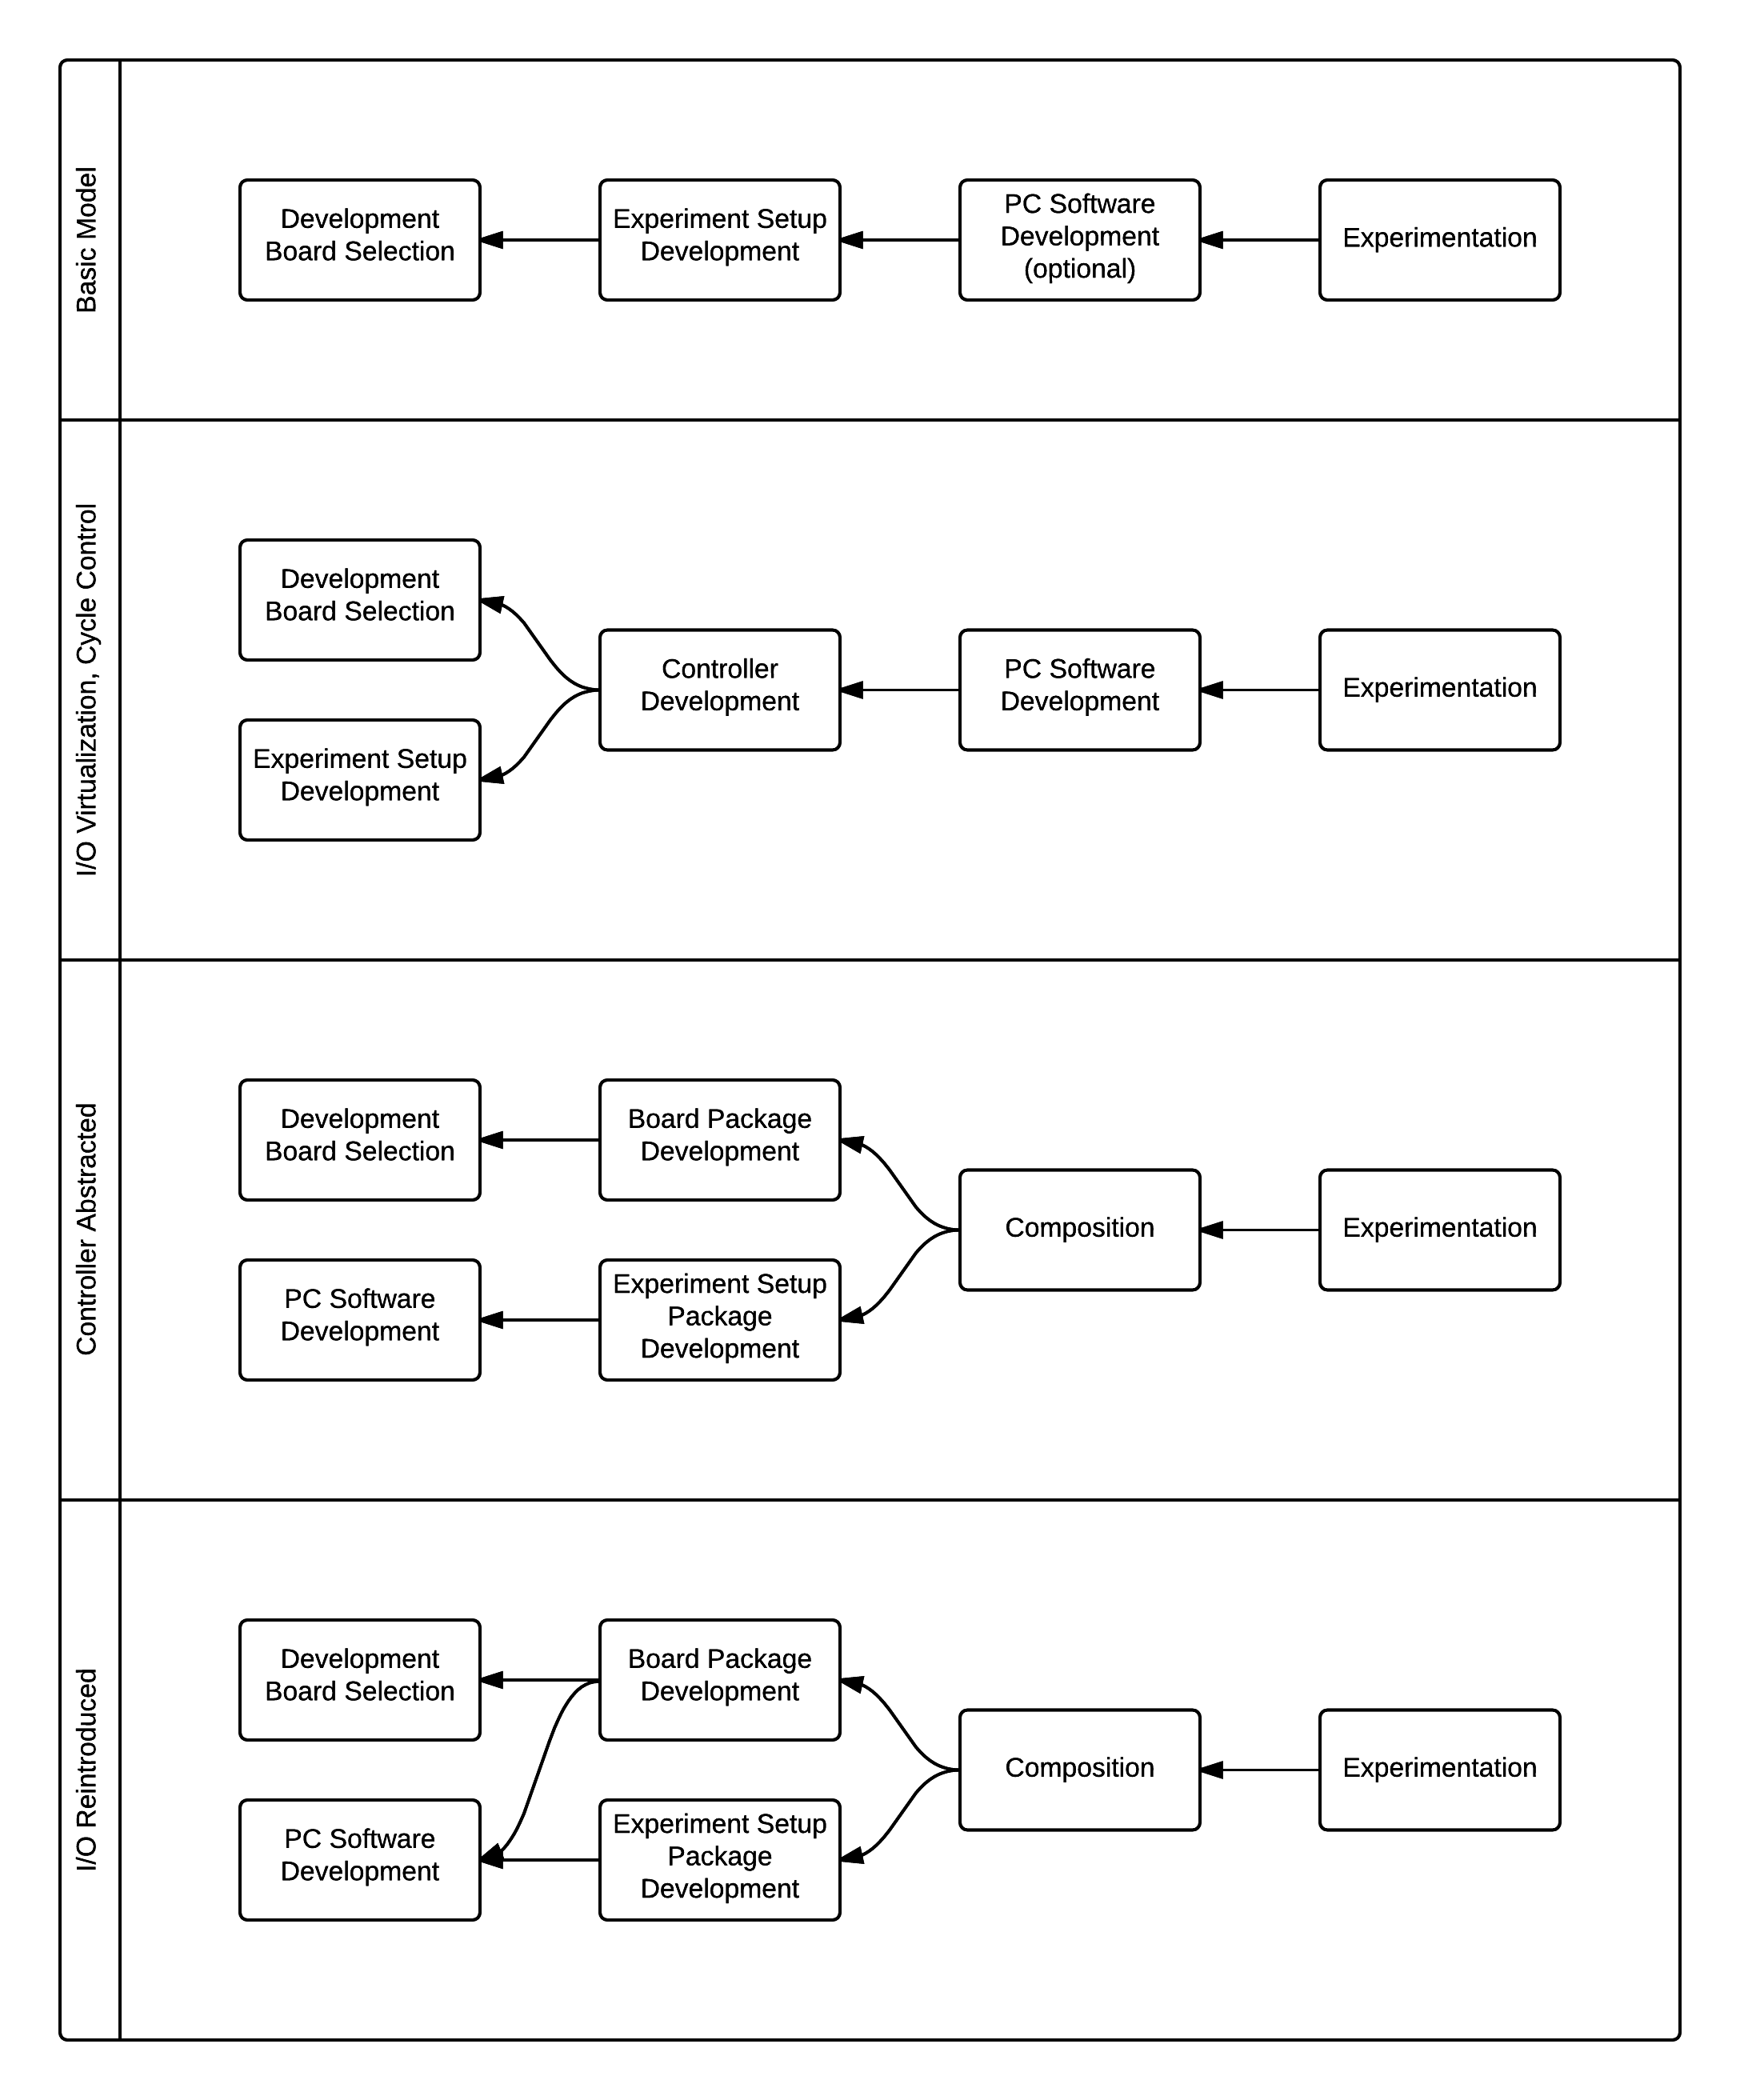 Basic Model
Development
Board Selection
Experiment Setup
Development
PC Software
Development
(optional)
Experimentation
I/O Virtualization, Cycle Control
Development
Board Selection
Experiment Setup
Development
Controller
Development
PC Software
Development
Experimentation
Controller Abstracted
Development
Board Selection
PC Software
Development
Board Package
Development
Experiment Setup
Package
Development
Composition
Experimentation
I/O Reintroduced
Development
Board Selection
PC Software
Development
Board Package
Development
Experiment Setup
Package
Development
Composition
Experimentation